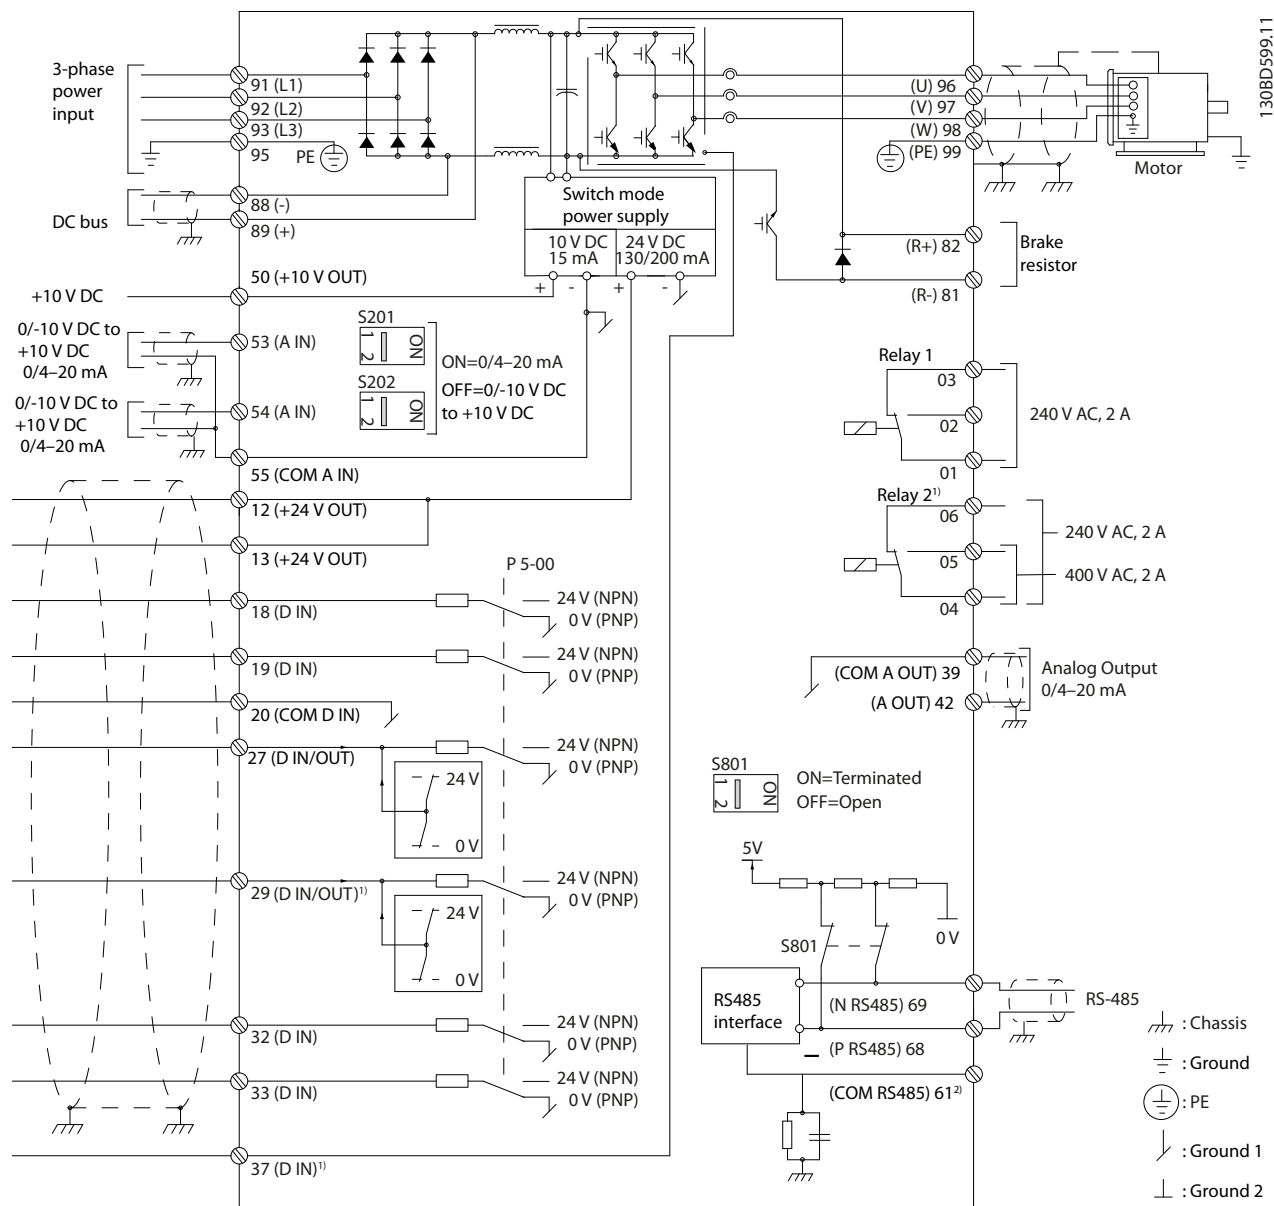 130BD599.11
3-phase
power
input
91 (L1)
92 (L2)
93 (L3)
95
PE
(U) 96
(V) 97
(W) 98
(PE) 99
Motor
DC bus
88 (-)
89 (+)
Switch mode
power supply
10 V DC
15 mA
24 V DC
130/200 mA
+ - + -
(R+) 82
(R-) 81
Brake
resistor
50 (+10 V OUT)
+10 V DC
0/-10 V DC to
+10 V DC
0/4–20 mA
53 (A IN)
0/-10 V DC to
+10 V DC
0/4–20 mA
54 (A IN)
55 (COM A IN)
S201
1 2 ON
S202
1 2 ON
ON=0/4–20 mA
OFF=0/-10 V DC
to +10 V DC
Relay 1
03
02
01
240 V AC, 2 A
Relay 2¹⁾
06
05
04
240 V AC, 2 A
400 V AC, 2 A
12 (+24 V OUT)
13 (+24 V OUT)
P 5-00
18 (D IN)
24 V (NPN)
0 V (PNP)
19 (D IN)
24 V (NPN)
0 V (PNP)
20 (COM D IN)
27 (D IN/OUT)
24 V (NPN)
0 V (PNP)
24 V
0 V
29 (D IN/OUT)¹⁾
24 V (NPN)
0 V (PNP)
24 V
0 V
32 (D IN)
24 V (NPN)
0 V (PNP)
33 (D IN)
24 V (NPN)
0 V (PNP)
37 (D IN)¹⁾
(COM A OUT) 39
(A OUT) 42
Analog Output
0/4–20 mA
S801
1 2 ON
ON=Terminated
OFF=Open
5V
0 V
S801
RS485
interface
(N RS485) 69
(P RS485) 68
(COM RS485) 61²⁾
RS-485
: Chassis
: Ground
: PE
: Ground 1
: Ground 2